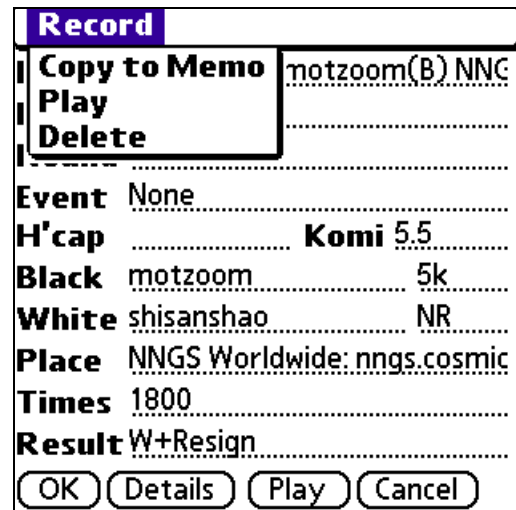 Record
Copy to Memo motzoom(B) NNG
Play
Delete
Event None
H'cap Komi 5.5
Black motzoom 5k
White shisanshao NR
Place NNGS Worldwide: nngs.cosmic
Times 1800
Result W+Resign
OK Details Play Cancel